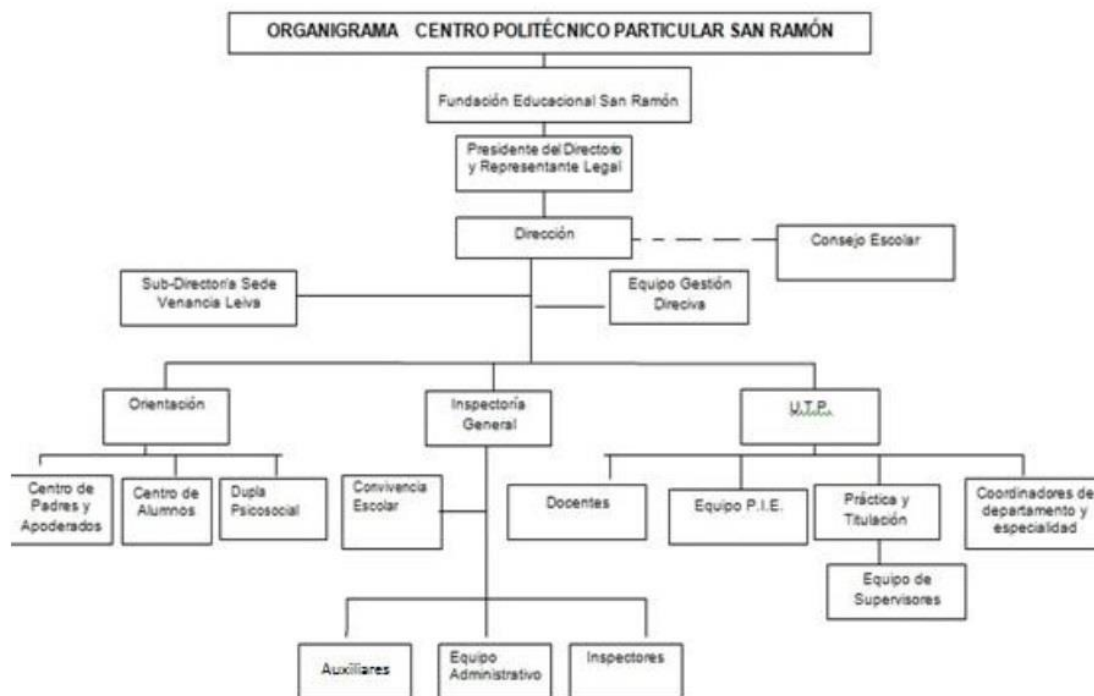 ORGANIGRAMA CENTRO POLITÉCNICO PARTICULAR SAN RAMÓN
Fundación Educacional San Ramón
Presidente del Directorio
y Representante Legal
Dirección
Consejo Escolar
Sub-Director/a Sede
Venancia Leiva
Equipo Gestión
Direciva
Orientación
Inspectoría
General
U.T.P.
Centro de
Padres y
Apoderados
Centro de
Alumnos
Dupla
Psicosocial
Convivencia
Escolar
Docentes
Equipo P.I.E.
Práctica y
Titulación
Coordinadores de
departamento y
especialidad
Equipo de
Supervisores
Auxiliares
Equipo
Administrativo
Inspectores